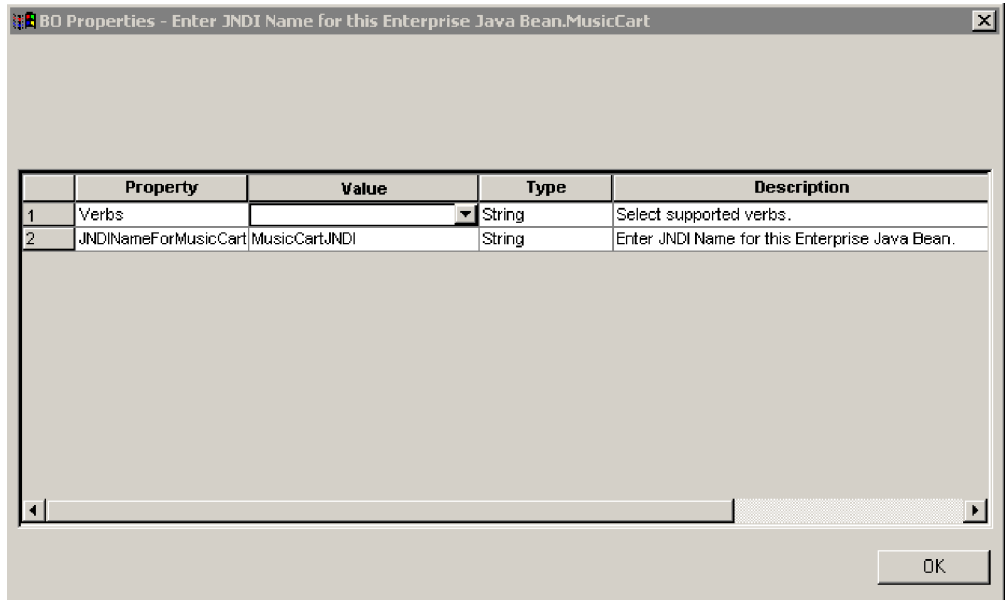 BO Properties - Enter JNDI Name for this Enterprise Java Bean.MusicCart
Property Value Type Description
1 Verbs String Select supported verbs.
2 JNDINameForMusicCart MusicCartJNDI String Enter JNDI Name for this Enterprise Java Bean.
OK